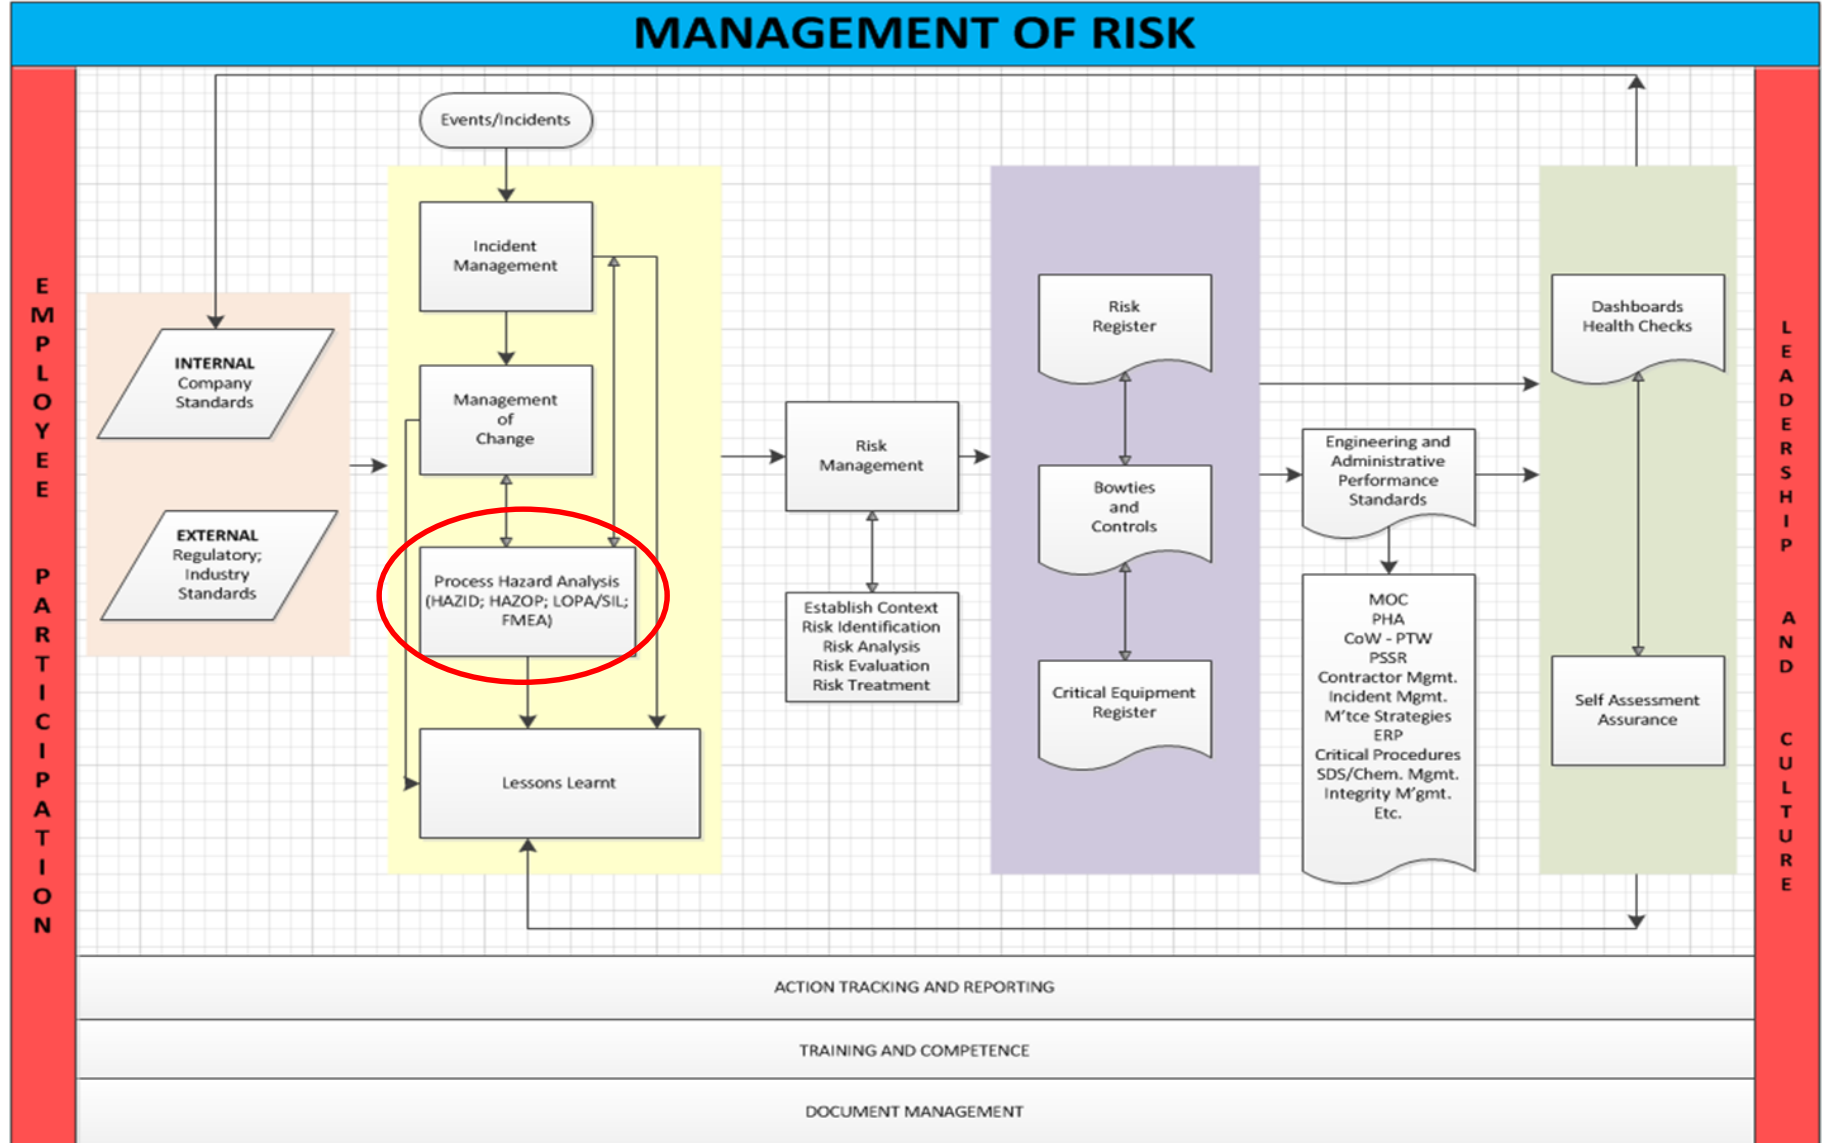 MANAGEMENT OF RISK
EMPLOYEE PARTICIPATION
Events/Incidents
Incident
Management
Management
of
Change
Process Hazard Analysis
(HAZID; HAZOP; LOPA/SIL;
FMEA)
Lessons Learnt
INTERNAL
Company
Standards
EXTERNAL
Regulatory;
Industry
Standards
Risk
Management
Establish Context
Risk Identification
Risk Analysis
Risk Evaluation
Risk Treatment
Risk
Register
Bowties
and
Controls
Critical Equipment
Register
Engineering and
Administrative
Performance
Standards
MOC
PHA
CoW - PTW
PSSR
Contractor Mgmt.
Incident Mgmt.
M'tce Strategies
ERP
Critical Procedures
SDS/Chem. Mgmt.
Integrity M'gmt.
Etc.
Dashboards
Health Checks
Self Assessment
Assurance
LEADERSHIP AND CULTURE
ACTION TRACKING AND REPORTING
TRAINING AND COMPETENCE
DOCUMENT MANAGEMENT